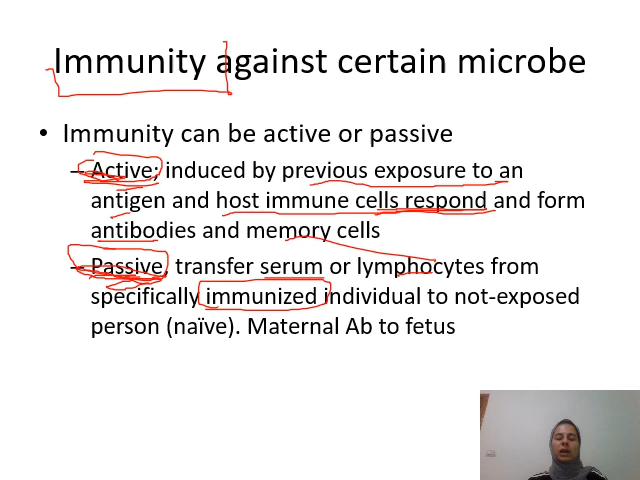 Immunity against certain microbe
• Immunity can be active or passive
– Active; induced by previous exposure to an
antigen and host immune cells respond and form
antibodies and memory cells
– Passive, transfer serum or lymphocytes from
specifically immunized individual to not-exposed
person (naïve). Maternal Ab to fetus